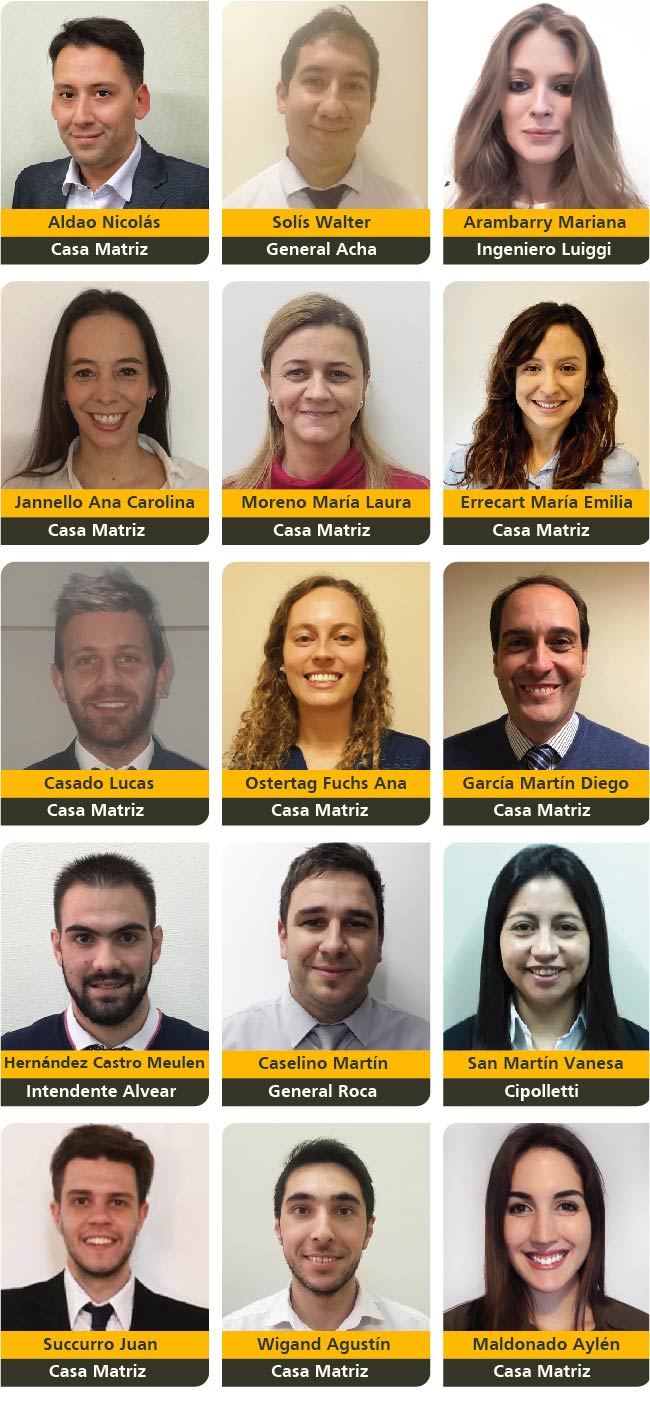 Aldao Nicolás
Casa Matriz
Solís Walter
General Acha
Arambarry Mariana
Ingeniero Luiggi
Jannello Ana Carolina
Casa Matriz
Moreno María Laura
Casa Matriz
Errecart María Emilia
Casa Matriz
Casado Lucas
Casa Matriz
Ostertag Fuchs Ana
Casa Matriz
García Martín Diego
Casa Matriz
Hernández Castro Meulen
Intendente Alvear
Caselino Martín
General Roca
San Martín Vanesa
Cipolletti
Succurro Juan
Casa Matriz
Wigand Agustín
Casa Matriz
Maldonado Aylén
Casa Matriz